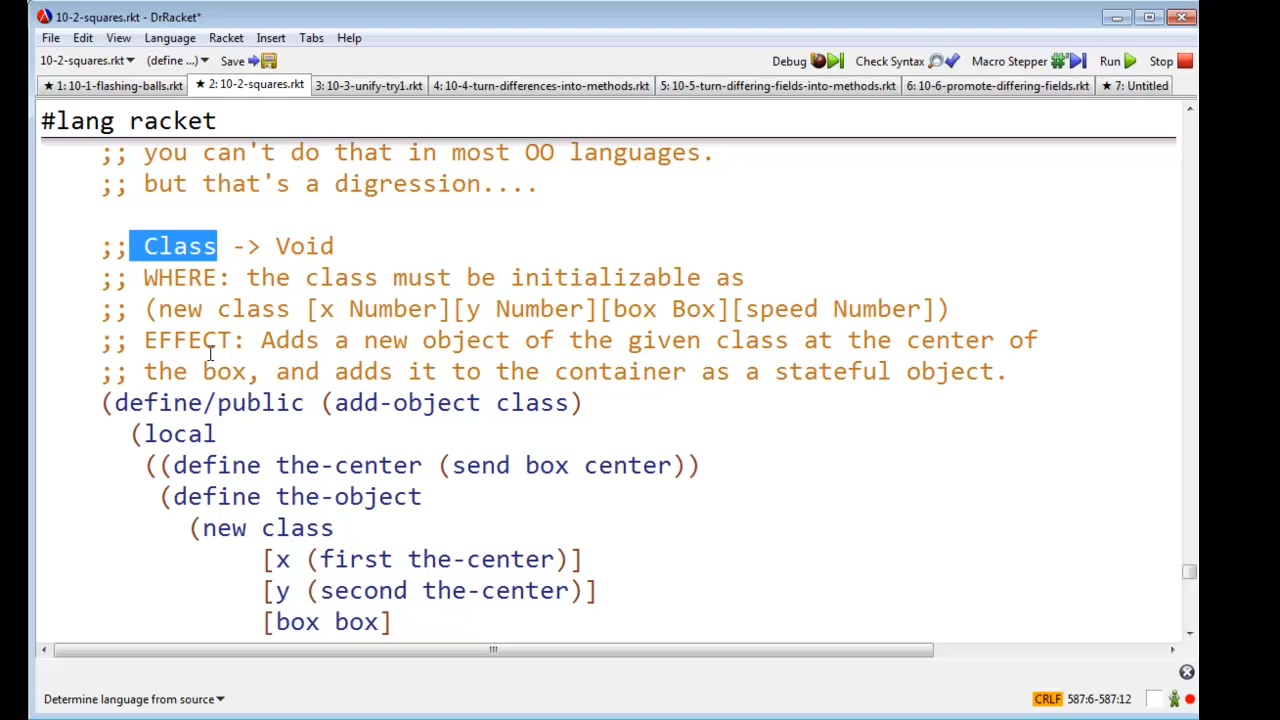 10-2-squares.rkt - DrRacket*
File Edit View Language Racket Insert Tabs Help
10-2-squares.rkt▾ (define ...)▾ Save Debug Check Syntax Macro Stepper Run Stop
★ 1: 10-1-flashing-balls.rkt ★ 2: 10-2-squares.rkt 3: 10-3-unify-try1.rkt 4: 10-4-turn-differences-into-methods.rkt 5: 10-5-turn-differing-fields-into-methods.rkt 6: 10-6-promote-differing-fields.rkt ★ 7: Untitled
#lang racket
;; you can't do that in most OO languages.
;; but that's a digression....
;; Class -> Void
;; WHERE: the class must be initializable as
;; (new class [x Number][y Number][box Box][speed Number])
;; EFFECT: Adds a new object of the given class at the center of
;; the box, and adds it to the container as a stateful object.
(define/public (add-object class)
(local
((define the-center (send box center))
(define the-object
(new class
[x (first the-center)]
[y (second the-center)]
[box box]
Determine language from source▾ CRLF 587:6-587:12